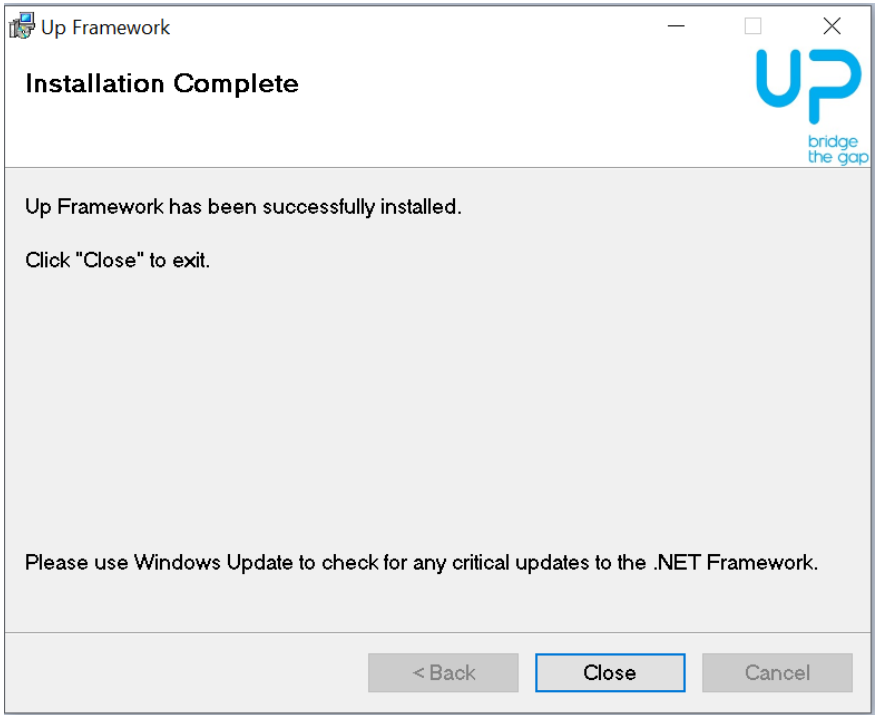 Up Framework
Installation Complete
UP
bridge
the gap
Up Framework has been successfully installed.
Click "Close" to exit.
Please use Windows Update to check for any critical updates to the .NET Framework.
< Back
Close
Cancel